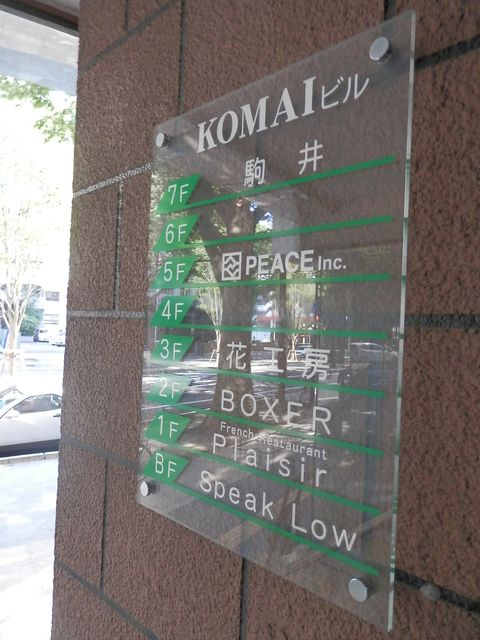 KOMAIビル
7F 駒井
6F
5F PEACE Inc.
4F
3F 花工房
2F BOXER
1F French Restaurant
Plaisir
BF Speak Low